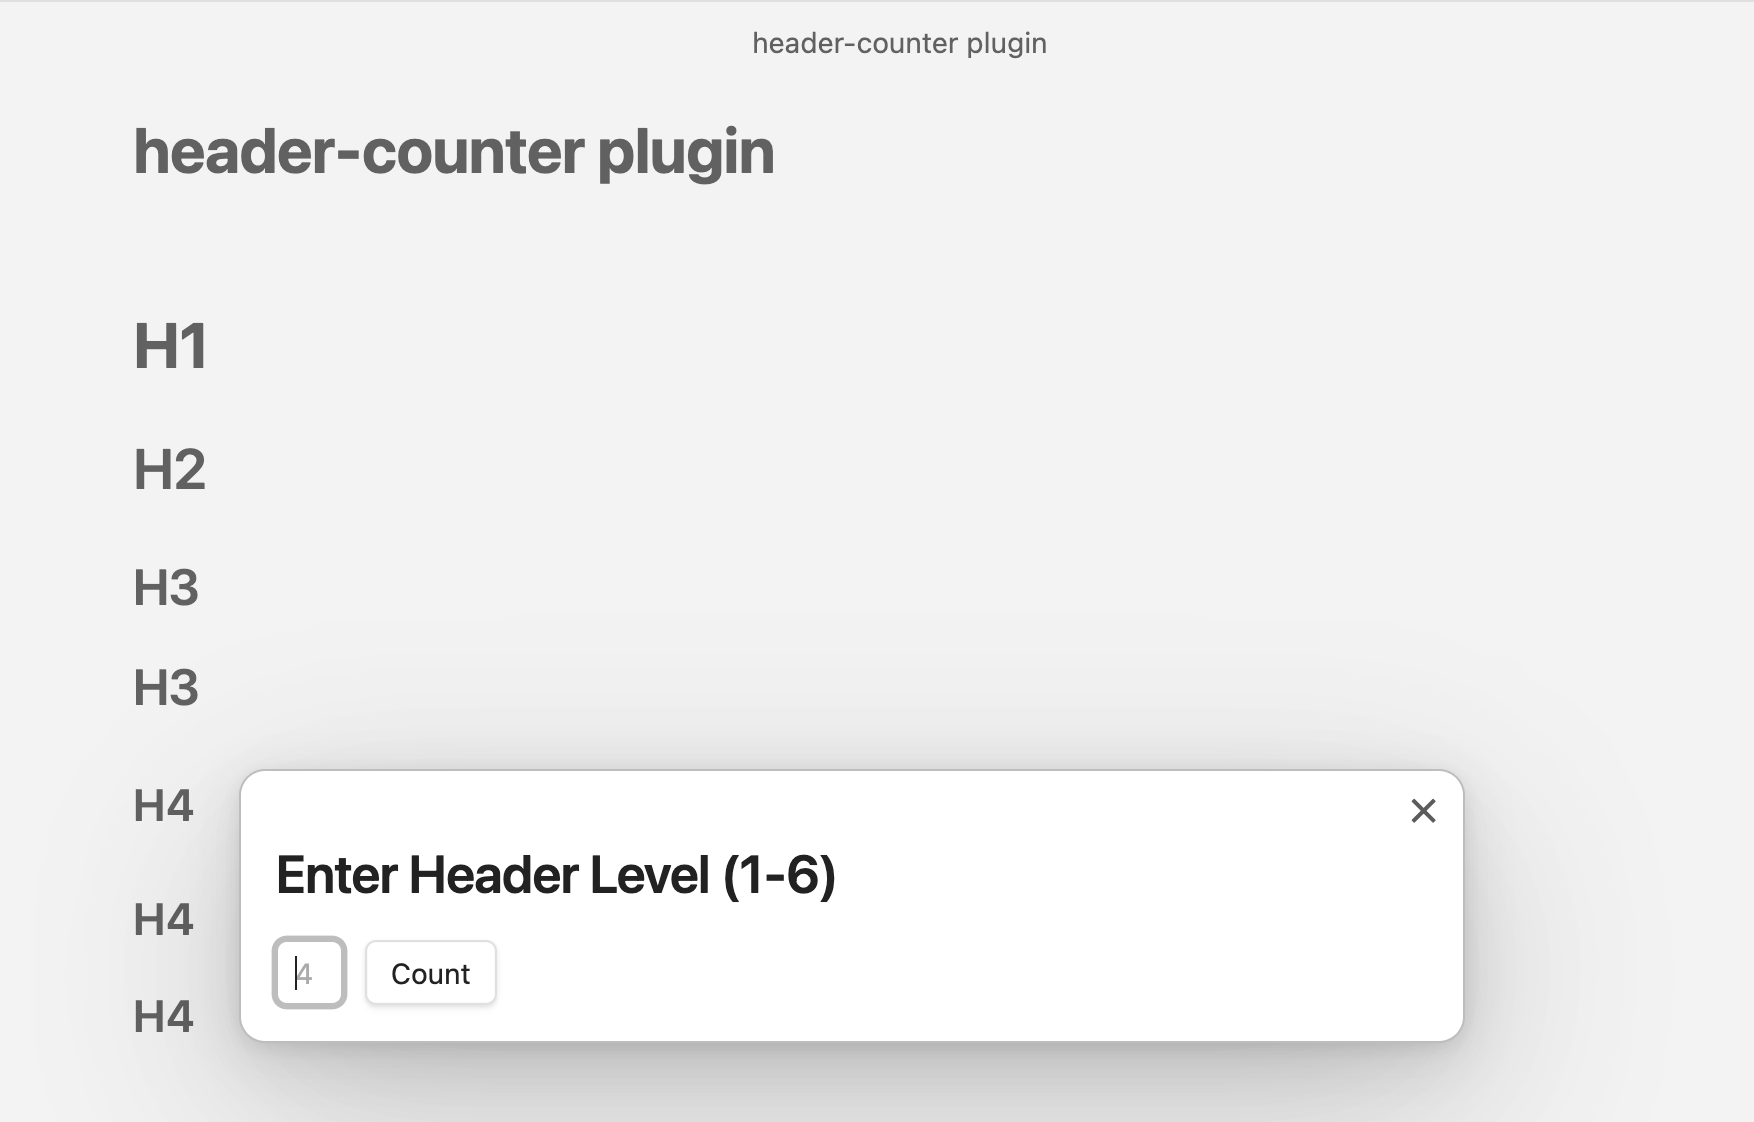 header-counter plugin
header-counter plugin
H1
H2
H3
H3
H4
H4
H4
Enter Header Level (1-6)
4
Count